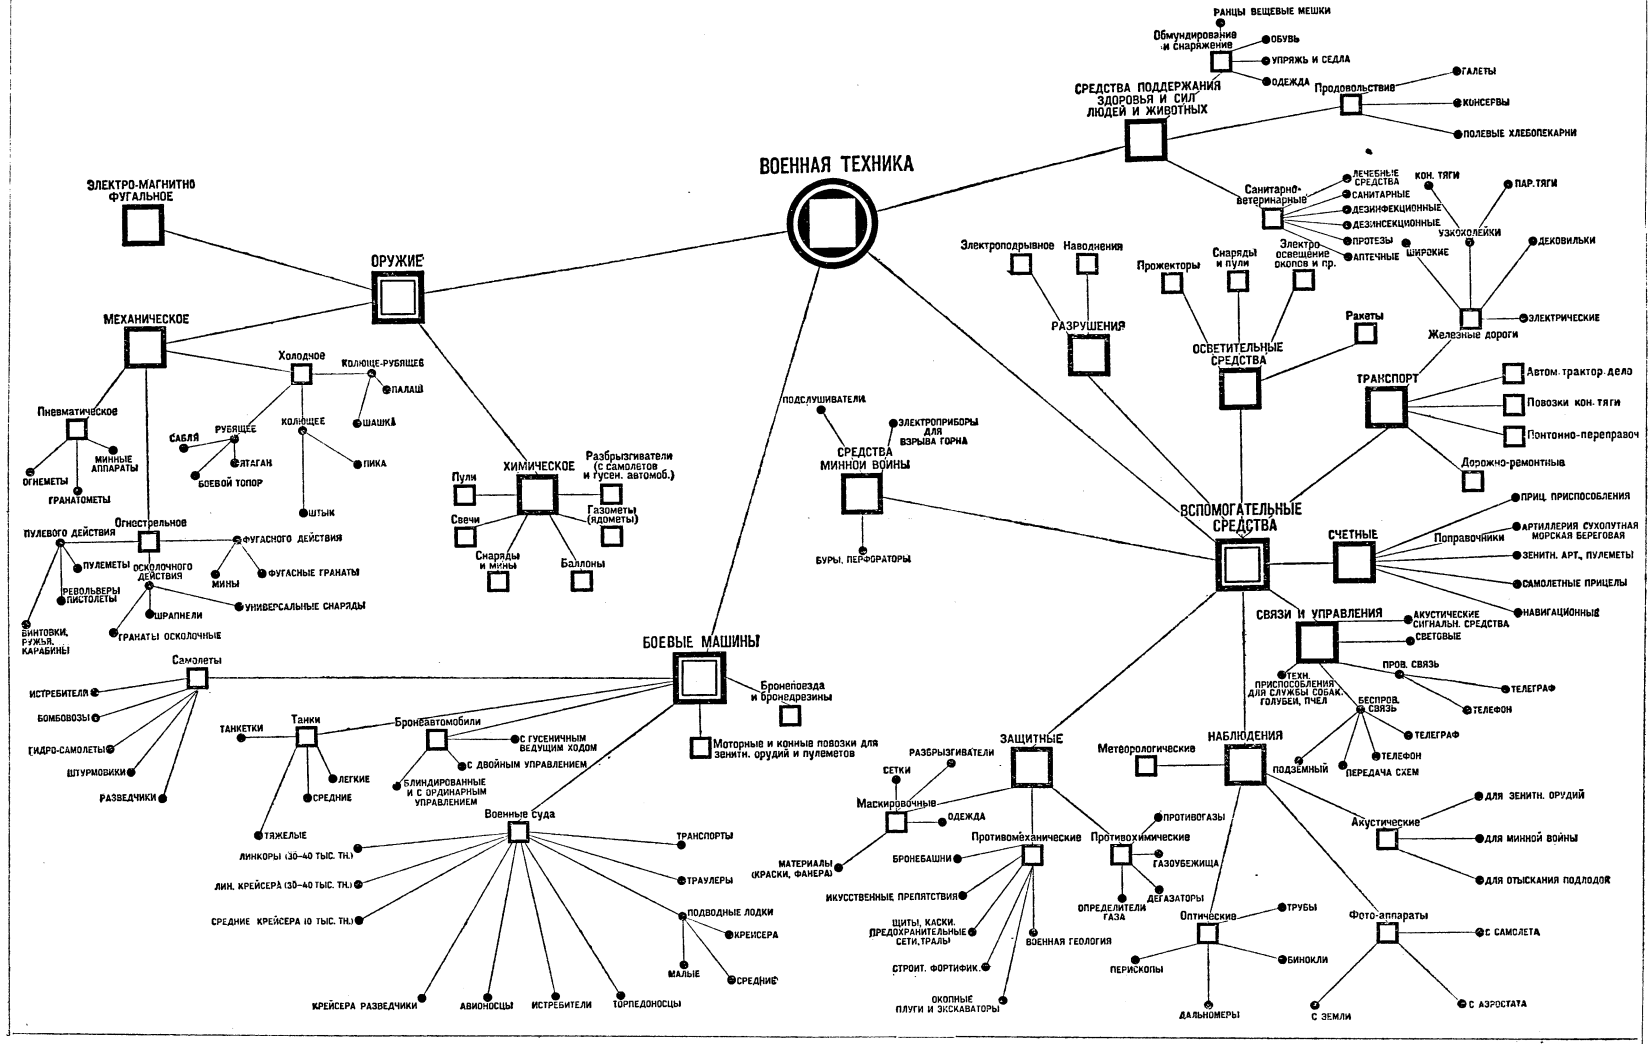 РАНЦЫ ВЕЩЕВЫЕ МЕШКИ
Обмундирование
и снаряжение
ОБУВЬ
УПРЯЖЬ И СЕДЛА
ОДЕЖДА
СРЕДСТВА ПОДДЕРЖАНИЯ
ЗДОРОВЬЯ И СИЛ
ЛЮДЕЙ И ЖИВОТНЫХ
Продовольствие
ГАЛЕТЫ
КОНСЕРВЫ
ПОЛЕВЫЕ ХЛЕБОПЕКАРНИ
ВОЕННАЯ ТЕХНИКА
Санитарно-
ветеринарные
ЛЕЧЕБНЫЕ
СРЕДСТВА
САНИТАРНЫЕ
ДЕЗИНФЕКЦИОННЫЕ
ДЕЗИНСЕКЦИОННЫЕ
ПРОТЕЗЫ
АПТЕЧНЫЕ
КОН. ТЯГИ
ПАР. ТЯГИ
УЗКОКОЛЕЙКИ
ШИРОКИЕ
ДЕКОВИЛЬКИ
ЭЛЕКТРИЧЕСКИЕ
Железные дороги
ЭЛЕКТРО-МАГНИТНО
ФУГАЛЬНОЕ
ОРУЖИЕ
МЕХАНИЧЕСКОЕ
Электроподрывное
Наводнения
РАЗРУШЕНИЯ
Прожекторы
Снаряды
и пули
Электро
освещение
окопов и пр.
Ракеты
ОСВЕТИТЕЛЬНЫЕ
СРЕДСТВА
ТРАНСПОРТ
Автом. трактор. дело
Повозки кон. тяги
Понтонно-переправоч
Дорожно-ремонтные
Холодное
КОЛЮЩЕ-РУБЯЩЕЕ
ПАЛАШ
ШАШКА
Пневматическое
ОГНЕМЕТЫ
ГРАНАТОМЕТЫ
МИННЫЕ
АППАРАТЫ
САБЛЯ
РУБЯЩЕЕ
ЯТАГАН
БОЕВОЙ ТОПОР
КОЛЮЩЕЕ
ПИКА
ШТЫК
ПОДСЛУШИВАТЕЛИ
ЭЛЕКТРОПРИБОРЫ
ДЛЯ
ВЗРЫВА ГОРНА
СРЕДСТВА
МИННОЙ ВОЙНЫ
БУРЫ, ПЕРФОРАТОРЫ
ХИМИЧЕСКОЕ
Пули
Свечи
Снаряды
и мины
Баллоны
Разбрызгиватели
(с самолетов
и гусен. автомоб.)
Газометы
(ядометы)
ВСПОМОГАТЕЛЬНЫЕ
СРЕДСТВА
СЧЕТНЫЕ
ПРИЦ. ПРИСПОСОБЛЕНИЯ
Поправочники
АРТИЛЛЕРИЯ СУХОПУТНАЯ
МОРСКАЯ БЕРЕГОВАЯ
ЗЕНИТН. АРТ., ПУЛЕМЕТЫ
САМОЛЕТНЫЕ ПРИЦЕЛЫ
НАВИГАЦИОННЫЕ
Огнестрельное
ПУЛЕВОГО ДЕЙСТВИЯ
ПУЛЕМЕТЫ
РЕВОЛЬВЕРЫ
ПИСТОЛЕТЫ
ВИНТОВКИ,
РУЖЬЯ,
КАРАБИНЫ
ОСКОЛОЧНОГО
ДЕЙСТВИЯ
ШРАПНЕЛИ
ГРАНАТЫ ОСКОЛОЧНЫЕ
УНИВЕРСАЛЬНЫЕ СНАРЯДЫ
ФУГАСНОГО ДЕЙСТВИЯ
МИНЫ
ФУГАСНЫЕ ГРАНАТЫ
СВЯЗИ И УПРАВЛЕНИЯ
АКУСТИЧЕСКИЕ
СИГНАЛЬН. СРЕДСТВА
СВЕТОВЫЕ
ПРОВ. СВЯЗЬ
ТЕЛЕГРАФ
ТЕЛЕФОН
ТЕХН.
ПРИСПОСОБЛЕНИЯ
ДЛЯ СЛУЖБЫ СОБАК,
ГОЛУБЕЙ, ПЧЕЛ
БЕСПРОВ.
СВЯЗЬ
ТЕЛЕГРАФ
ТЕЛЕФОН
ПЕРЕДАЧА СХЕМ
ПОДЗЕМНЫЙ
БОЕВЫЕ МАШИНЫ
Самолеты
ИСТРЕБИТЕЛИ
БОМБОВОЗЫ
ГИДРО-САМОЛЕТЫ
ШТУРМОВИКИ
РАЗВЕДЧИКИ
Танки
ТАНКЕТКИ
ЛЕГКИЕ
СРЕДНИЕ
ТЯЖЕЛЫЕ
Бронеавтомобили
С ГУСЕНИЧНЫМ
ВЕДУЩИМ ХОДОМ
С ДВОЙНЫМ УПРАВЛЕНИЕМ
БЛИНДИРОВАННЫЕ
И С ОРДИНАРНЫМ
УПРАВЛЕНИЕМ
Бронепоезда
и бронедрезины
Моторные и конные повозки для
зенитн. орудий и пулеметов
Военные суда
ЛИНКОРЫ (30–40 ТЫС. ТН.)
ЛИН. КРЕЙСЕРА (30–40 ТЫС. ТН.)
СРЕДНИЕ КРЕЙСЕРА (0 ТЫС. ТН.)
КРЕЙСЕРА РАЗВЕДЧИКИ
АВИОНОСЦЫ
ИСТРЕБИТЕЛИ
ТОРПЕДОНОСЦЫ
ТРАНСПОРТЫ
ТРАУЛЕРЫ
ПОДВОДНЫЕ ЛОДКИ
КРЕЙСЕРА
МАЛЫЕ
СРЕДНИЕ
ЗАЩИТНЫЕ
РАЗБРЫЗГИВАТЕЛИ
СЕТКИ
Маскировочные
ОДЕЖДА
МАТЕРИАЛЫ
(КРАСКИ, ФАНЕРА)
Противомеханические
БРОНЕБАШНИ
ИКУССТВЕННЫЕ ПРЕПЯТСТВИЯ
ЩИТЫ, КАСКИ.
ПРЕДОХРАНИТЕЛЬНЫЕ
СЕТИ, ТРАЛЫ
СТРОИТ. ФОРТИФИК.
ОКОПНЫЕ
ПЛУГИ И ЭКСКАВАТОРЫ
ВОЕННАЯ ГЕОЛОГИЯ
Противохимические
ПРОТИВОГАЗЫ
ГАЗОУБЕЖИЩА
ДЕГАЗАТОРЫ
ОПРЕДЕЛИТЕЛИ
ГАЗА
НАБЛЮДЕНИЯ
Метеорологические
Акустические
ДЛЯ ЗЕНИТН. ОРУДИЙ
ДЛЯ МИННОЙ ВОЙНЫ
ДЛЯ ОТЫСКАНИЯ ПОДЛОДОК
Оптические
ТРУБЫ
БИНОКЛИ
ПЕРИСКОПЫ
ДАЛЬНОМЕРЫ
Фото-аппараты
С САМОЛЕТА
С АЭРОСТАТА
С ЗЕМЛИ